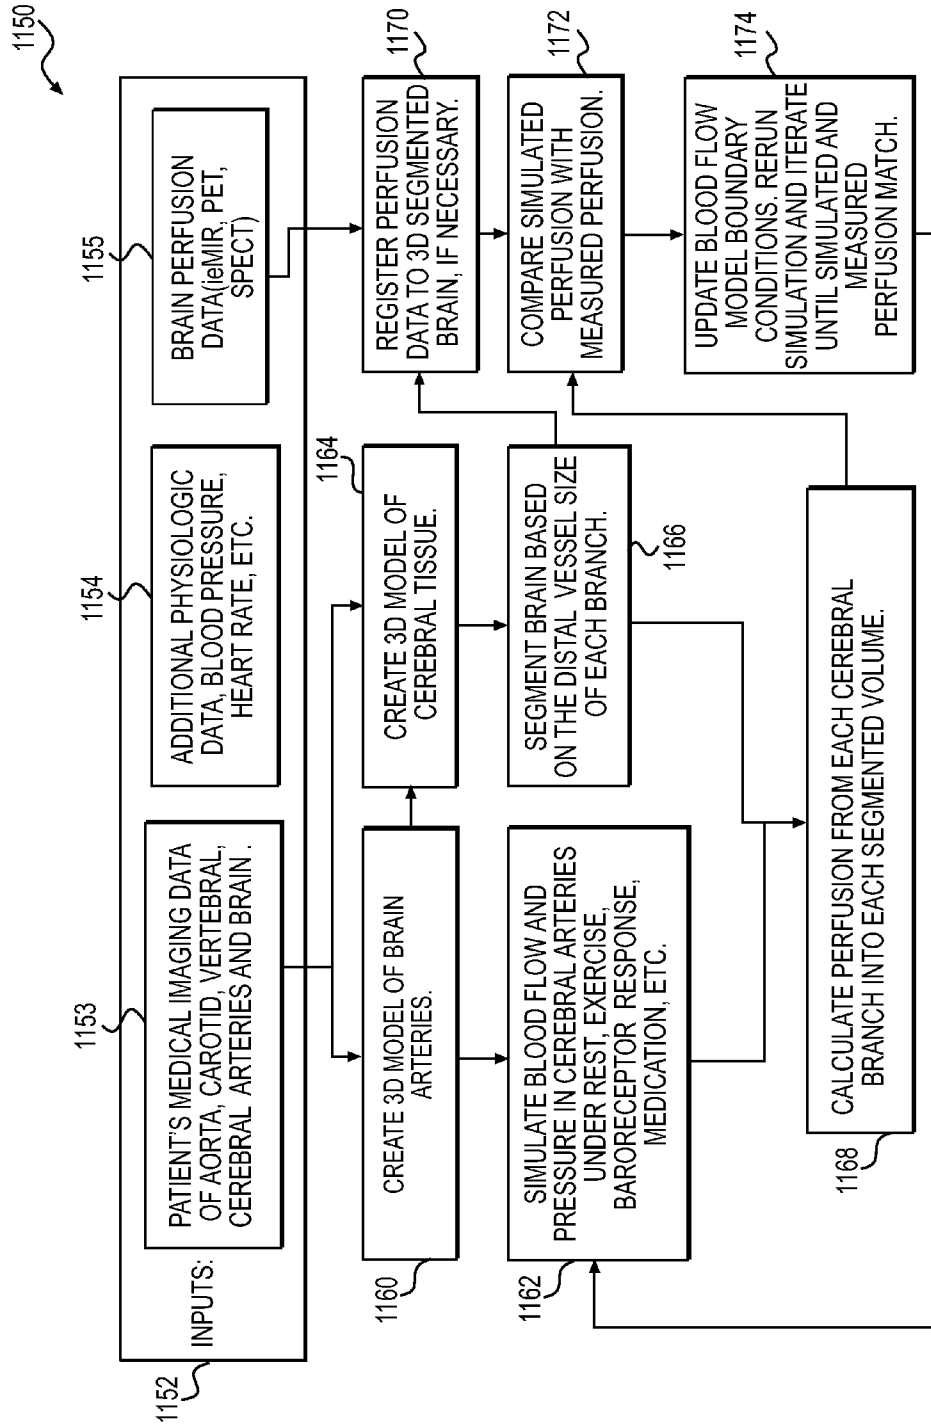 1150
1152
INPUTS:
1153
PATIENT'S MEDICAL IMAGING DATA
OF AORTA, CAROTID, VERTEBRAL,
CEREBRAL ARTERIES AND BRAIN .
1154
ADDITIONAL PHYSIOLOGIC
DATA, BLOOD PRESSURE,
HEART RATE, ETC.
1155
BRAIN PERFUSION
DATA(ieMIR, PET,
SPECT)
1160
CREATE 3D MODEL OF BRAIN
ARTERIES.
1164
CREATE 3D MODEL OF
CEREBRAL TISSUE.
1170
REGISTER PERFUSION
DATA TO 3D SEGMENTED
BRAIN, IF NECESSARY.
1162
SIMULATE BLOOD FLOW AND
PRESSURE IN CEREBRAL ARTERIES
UNDER REST, EXERCISE,
BARORECEPTOR RESPONSE,
MEDICATION, ETC.
1166
SEGMENT BRAIN BASED
ON THE DISTAL VESSEL SIZE
OF EACH BRANCH.
1172
COMPARE SIMULATED
PERFUSION WITH
MEASURED PERFUSION.
1168
CALCULATE PERFUSION FROM EACH CEREBRAL
BRANCH INTO EACH SEGMENTED VOLUME.
1174
UPDATE BLOOD FLOW
MODEL BOUNDARY
CONDITIONS. RERUN
SIMULATION AND ITERATE
UNTIL SIMULATED AND
MEASURED
PERFUSION MATCH.